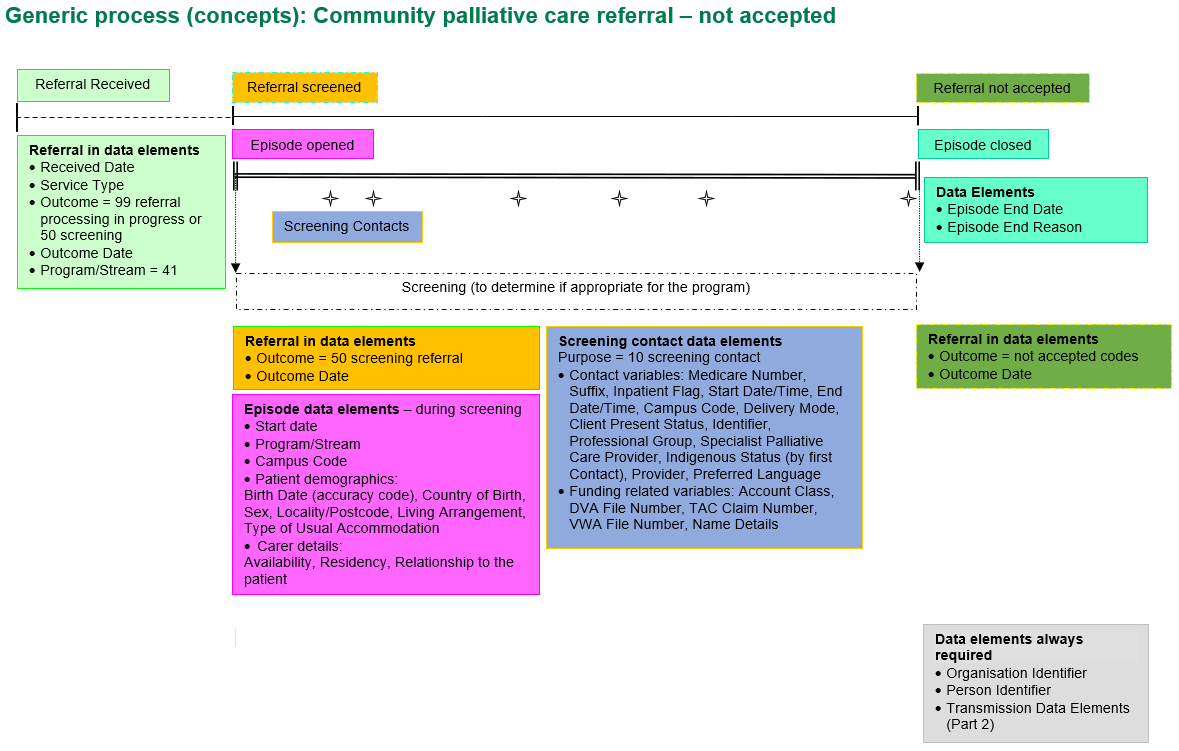 Generic process (concepts): Community palliative care referral – not accepted
Referral Received
Referral screened
Referral not accepted
Episode opened
Episode closed
Referral in data elements
• Received Date
• Service Type
• Outcome = 99 referral
processing in progress or
50 screening
• Outcome Date
• Program/Stream = 41
Data Elements
• Episode End Date
• Episode End Reason
Screening Contacts
Screening (to determine if appropriate for the program)
Referral in data elements
• Outcome = 50 screening referral
• Outcome Date
Episode data elements – during screening
• Start date
• Program/Stream
• Campus Code
• Patient demographics:
Birth Date (accuracy code), Country of Birth,
Sex, Locality/Postcode, Living Arrangement,
Type of Usual Accommodation
• Carer details:
Availability, Residency, Relationship to the
patient
Screening contact data elements
Purpose = 10 screening contact
• Contact variables: Medicare Number,
Suffix, Inpatient Flag, Start Date/Time, End
Date/Time, Campus Code, Delivery Mode,
Client Present Status, Identifier,
Professional Group, Specialist Palliative
Care Provider, Indigenous Status (by first
Contact), Provider, Preferred Language
• Funding related variables: Account Class,
DVA File Number, TAC Claim Number,
VWA File Number, Name Details
Referral in data elements
• Outcome = not accepted codes
• Outcome Date
Data elements always
required
• Organisation Identifier
• Person Identifier
• Transmission Data Elements
(Part 2)